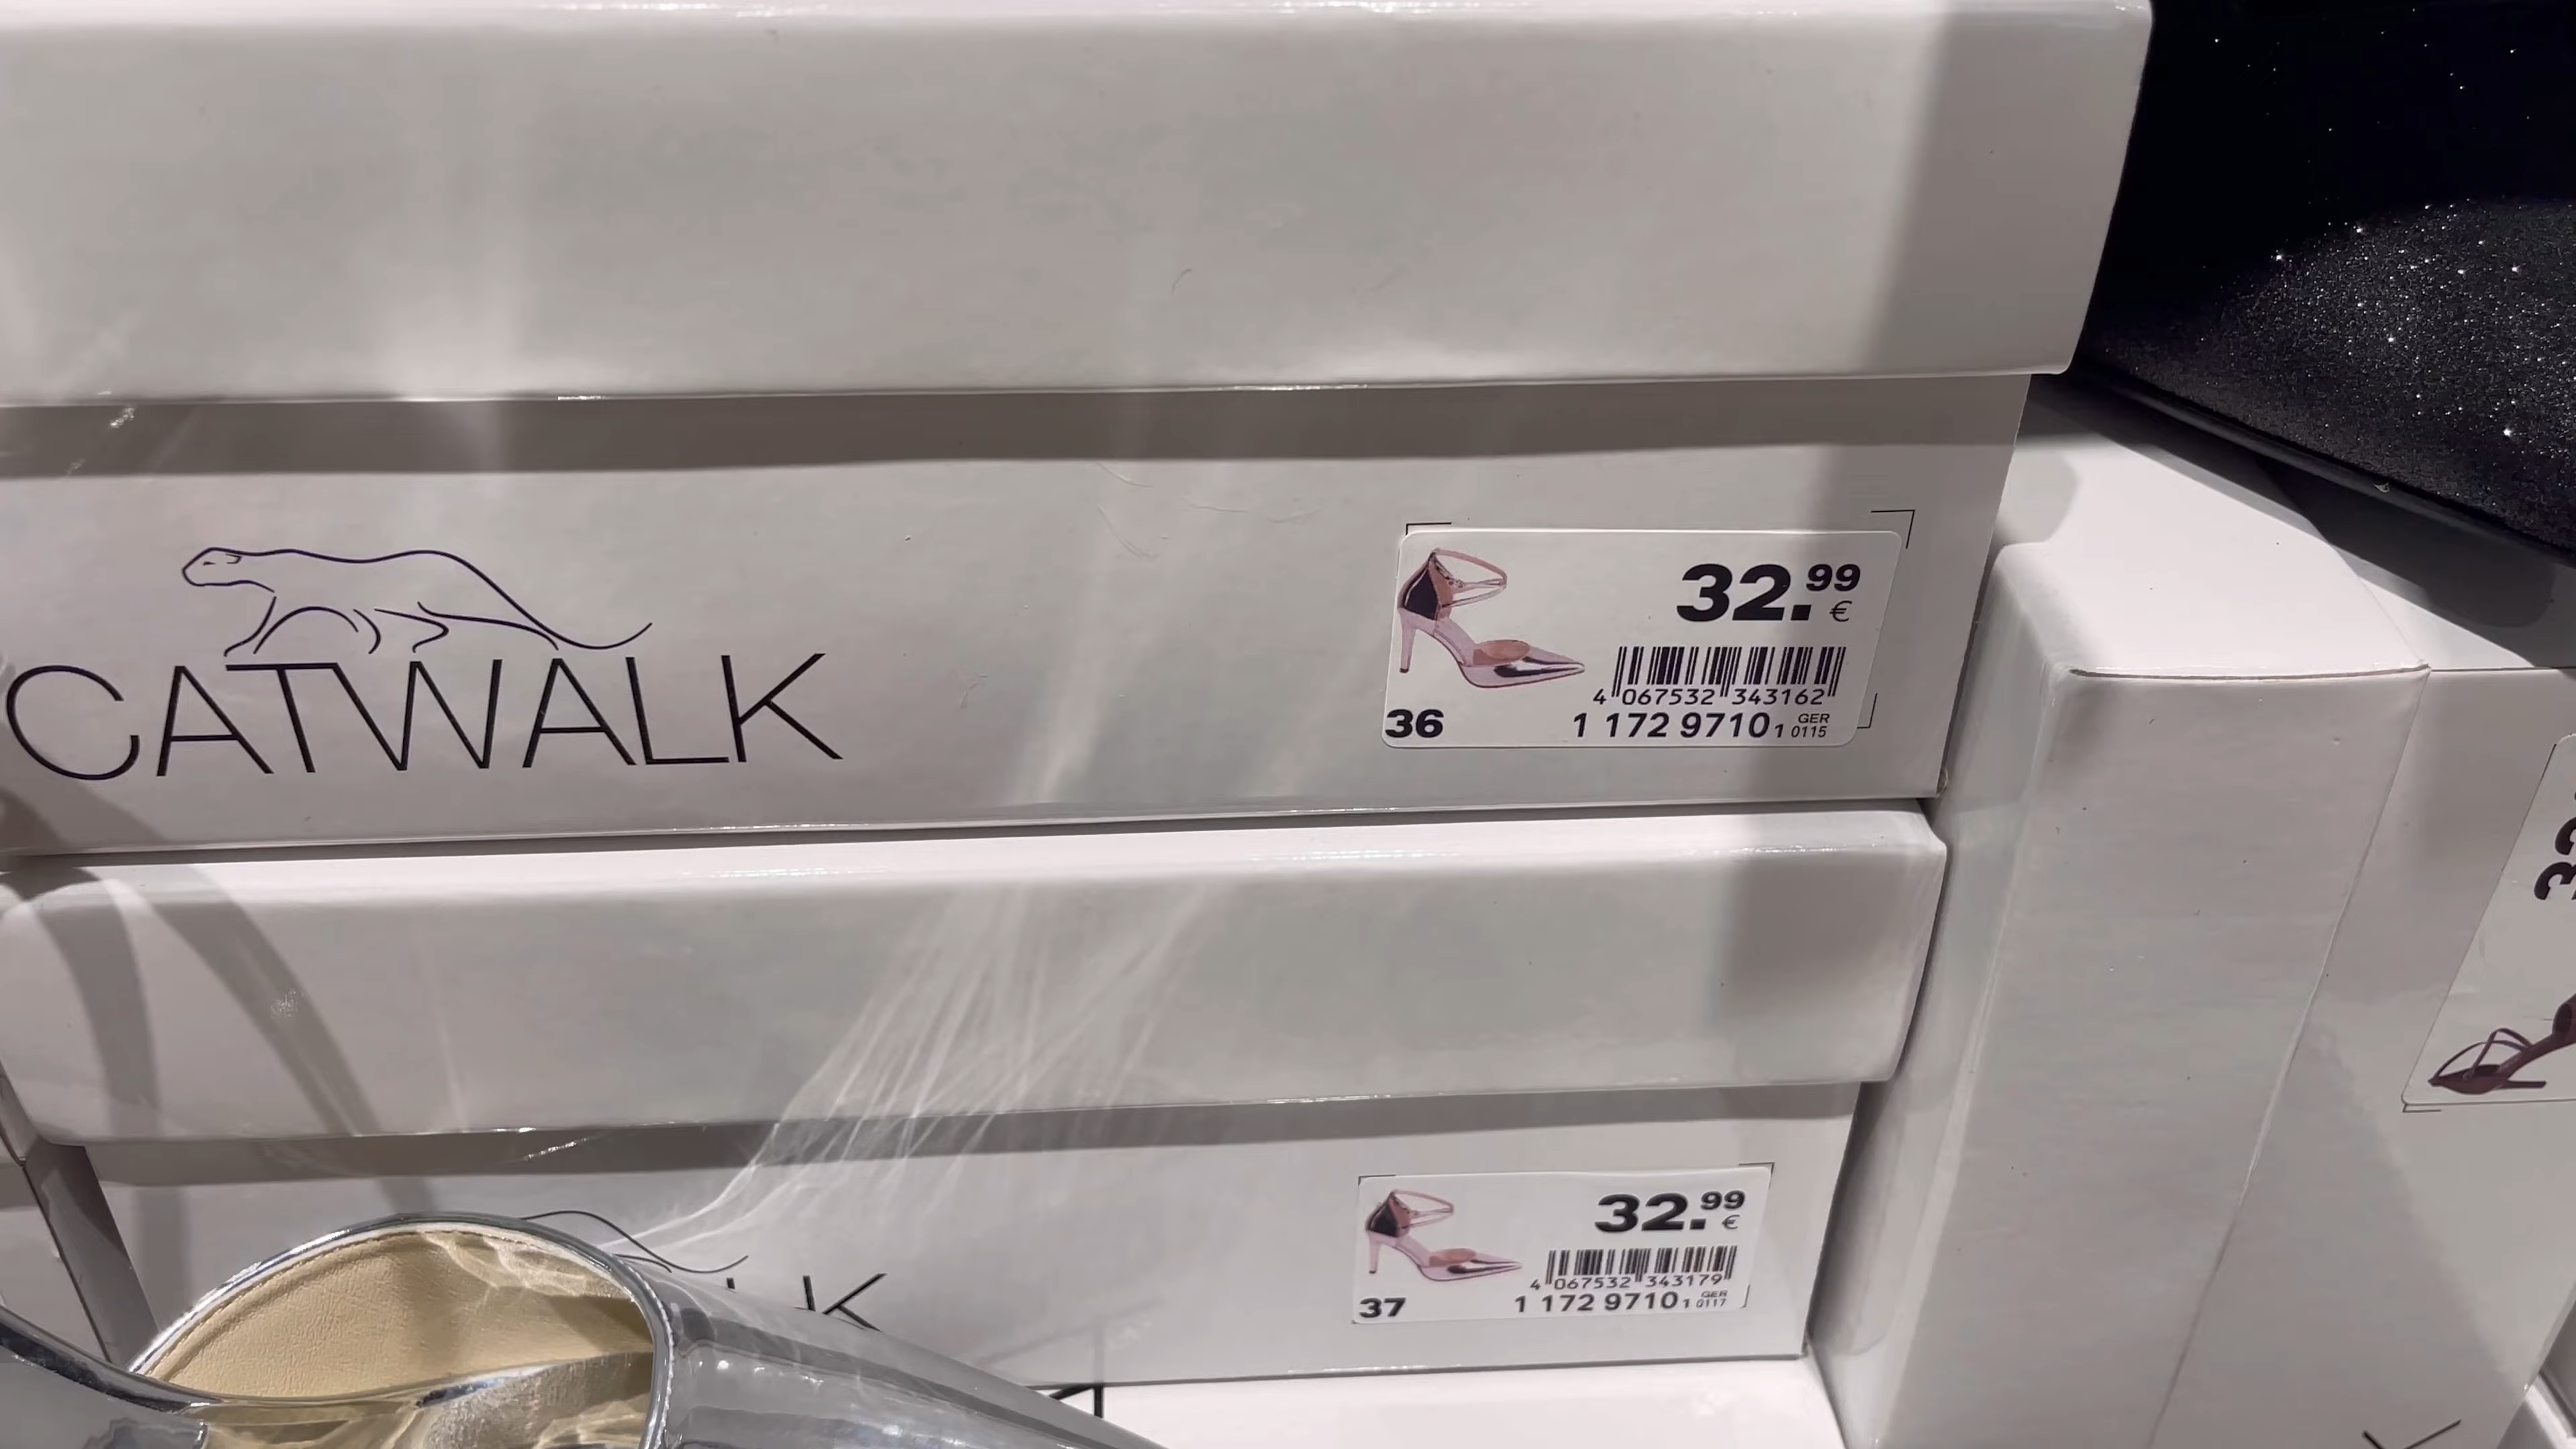 CATWALK
32.99
€
4 067532 343162
36
1 172 9710 1 GER 0115
32.99
€
4 067532 343179
37
1 172 9710 1 GER 0117
LK